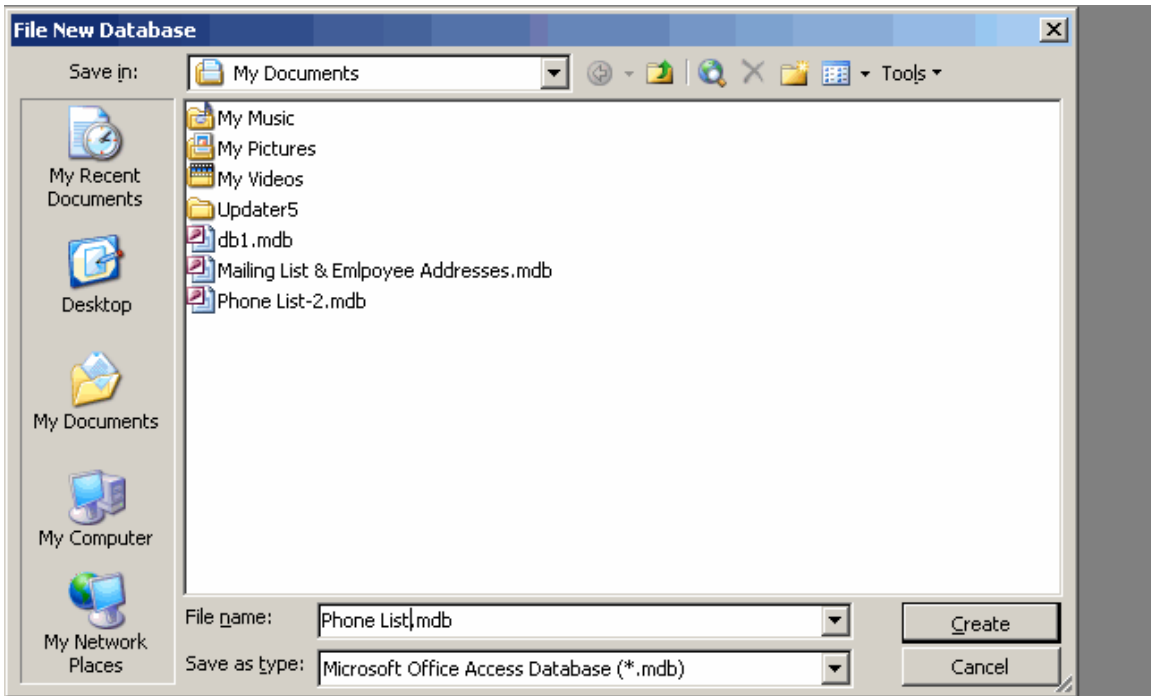 File New Database
Save in:
My Documents
Tools
My Recent
Documents
Desktop
My Documents
My Computer
My Network
Places
My Music
My Pictures
My Videos
Updater5
db1.mdb
Mailing List & Emlpoyee Addresses.mdb
Phone List-2.mdb
File name:
Phone List.mdb
Create
Save as type:
Microsoft Office Access Database (*.mdb)
Cancel